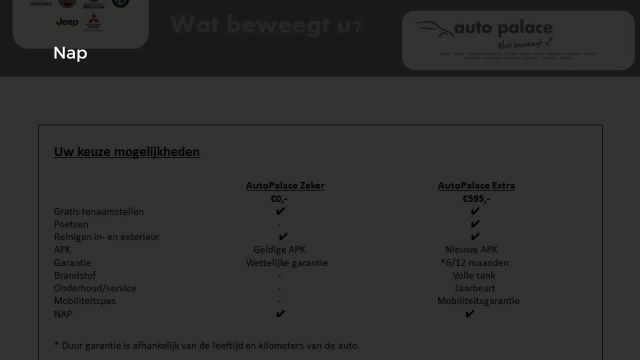 Jeep
Wat beweegt u?
auto palace
Wat beweegt u?
Nap
Uw keuze mogelijkheden
AutoPalace Zeker AutoPalace Extra
€0,- €595,-
Gratis tenaamstellen ✔ ✔
Poetsen - ✔
Reinigen in- en exterieur ✔ ✔
APK Geldige APK Nieuwe APK
Garantie Wettelijke garantie *6/12 maanden
Brandstof - Volle tank
Onderhoud/service - Jaarbeurt
Mobiliteitspas - Mobiliteitsgarantie
NAP ✔ ✔
* Duur garantie is afhankelijk van de leeftijd en kilometers van de auto.